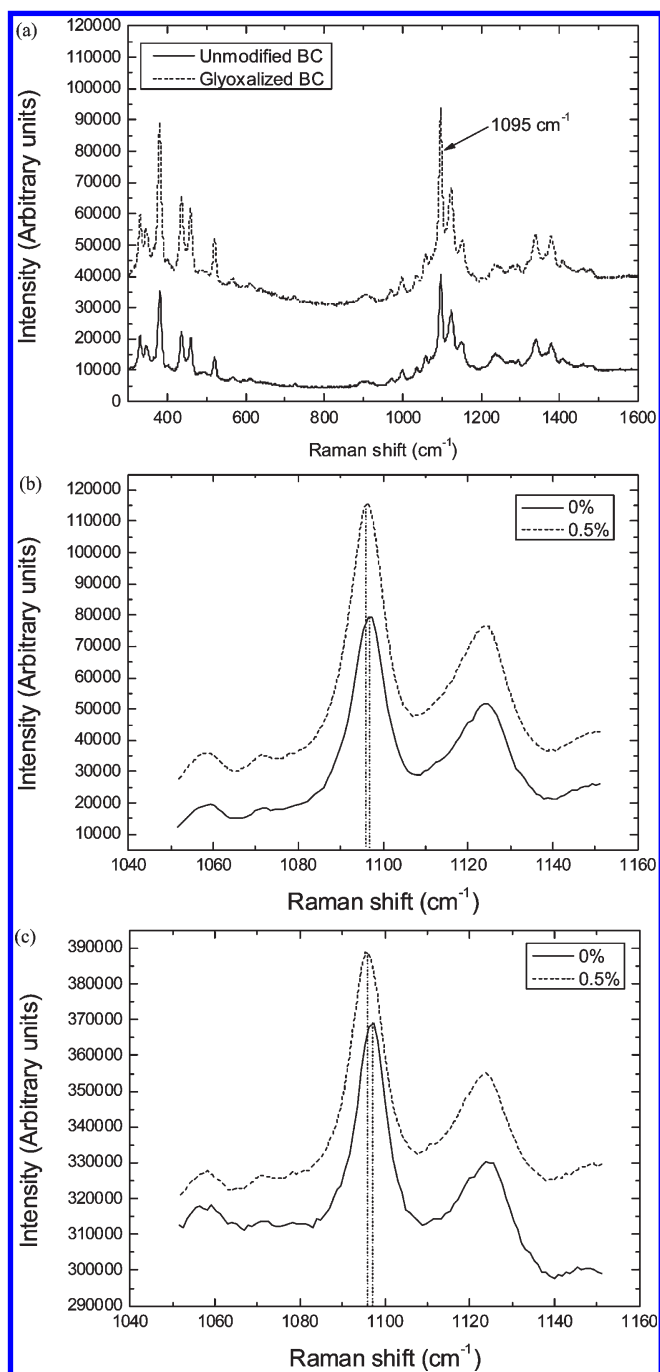 (a)
120000
110000
100000
90000
80000
70000
60000
50000
40000
30000
20000
10000
0
Intensity (Arbitrary units)
Unmodified BC
Glyoxalized BC
1095 cm⁻¹
400 600 800 1000 1200 1400 1600
Raman shift (cm⁻¹)
(b)
120000
110000
100000
90000
80000
70000
60000
50000
40000
30000
20000
10000
Intensity (Arbitrary units)
0%
0.5%
1040 1060 1080 1100 1120 1140 1160
Raman shift (cm⁻¹)
(c)
390000
380000
370000
360000
350000
340000
330000
320000
310000
300000
290000
Intensity (Arbitrary units)
0%
0.5%
1040 1060 1080 1100 1120 1140 1160
Raman shift (cm⁻¹)